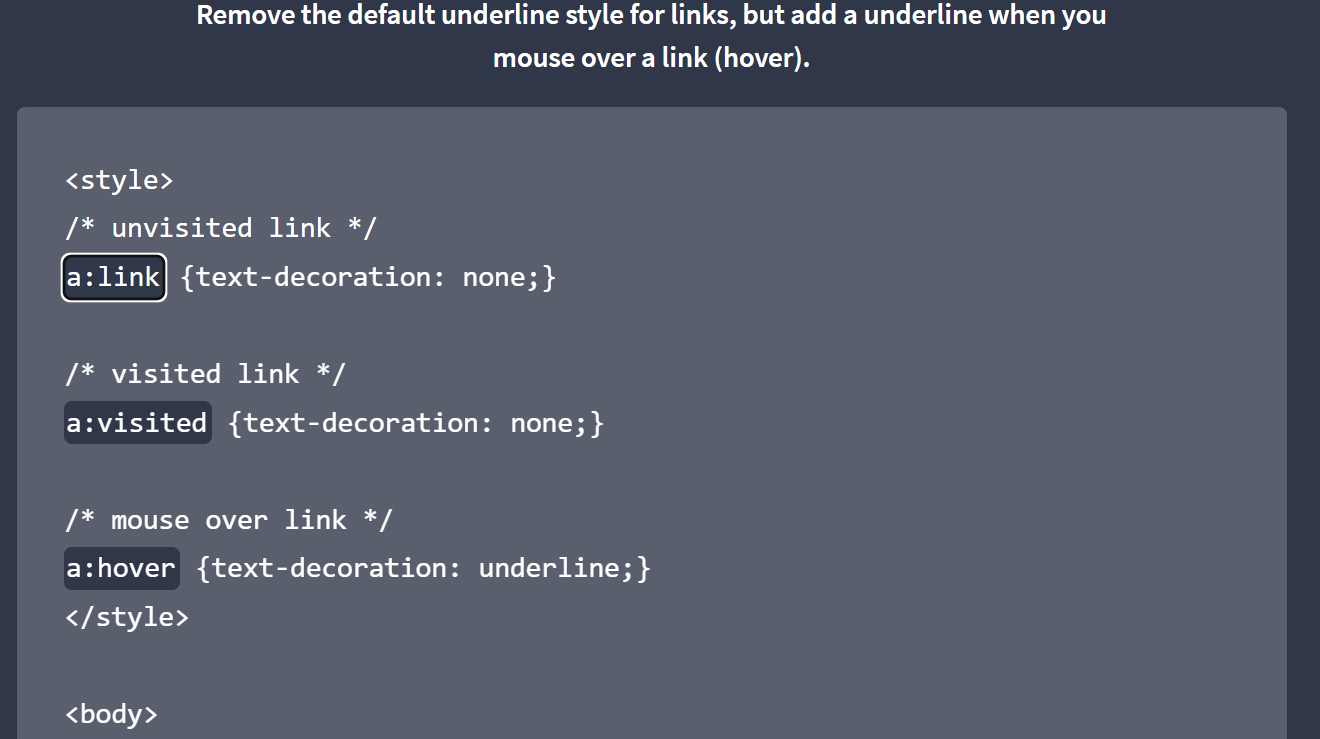 Remove the default underline style for links, but add a underline when you
mouse over a link (hover).
<style>
/* unvisited link */
a:link {text-decoration: none;}
/* visited link */
a:visited {text-decoration: none;}
/* mouse over link */
a:hover {text-decoration: underline;}
</style>
<body>